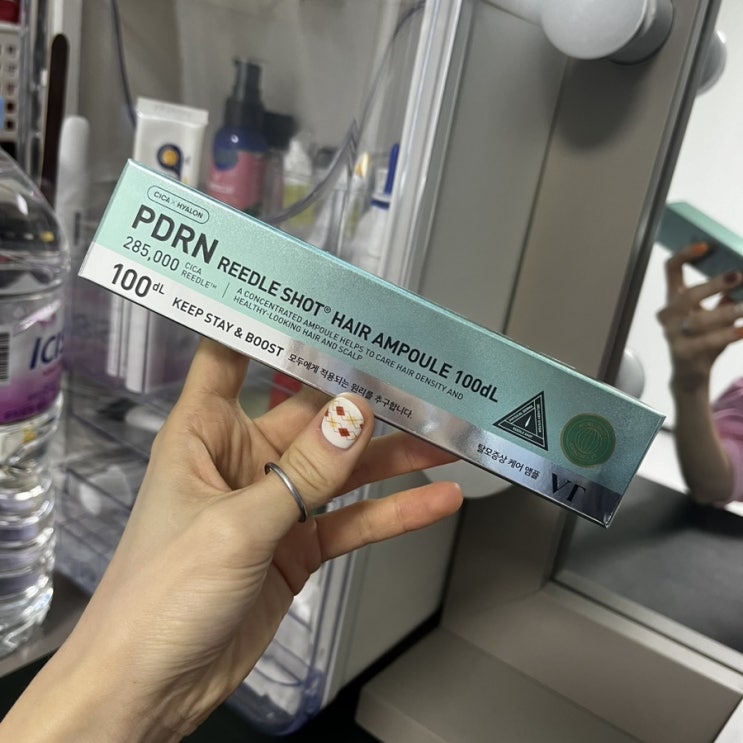 CICA × HYALON
PDRN REEDLE SHOT® HAIR AMPOULE 100dL
285,000 CICA REEDLE™
A CONCENTRATED AMPOULE HELPS TO CARE HAIR DENSITY AND
HEALTHY-LOOKING HAIR AND SCALP
100dL KEEP STAY & BOOST
모두에게 적용되는 원리를 추구합니다.
탈모증상 케어 앰플
VT
ICIS